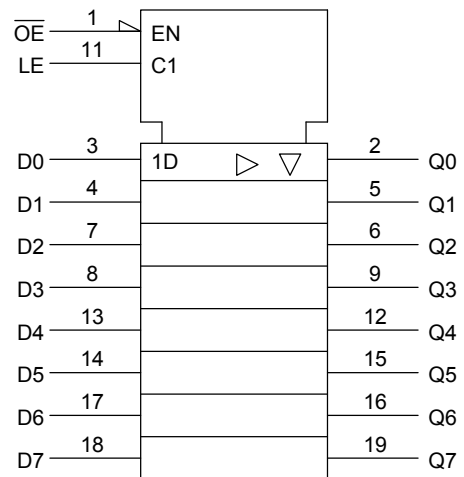 O̅E̅ 1 EN
LE 11 C1
D0 3 1D 2 Q0
D1 4 5 Q1
D2 7 6 Q2
D3 8 9 Q3
D4 13 12 Q4
D5 14 15 Q5
D6 17 16 Q6
D7 18 19 Q7